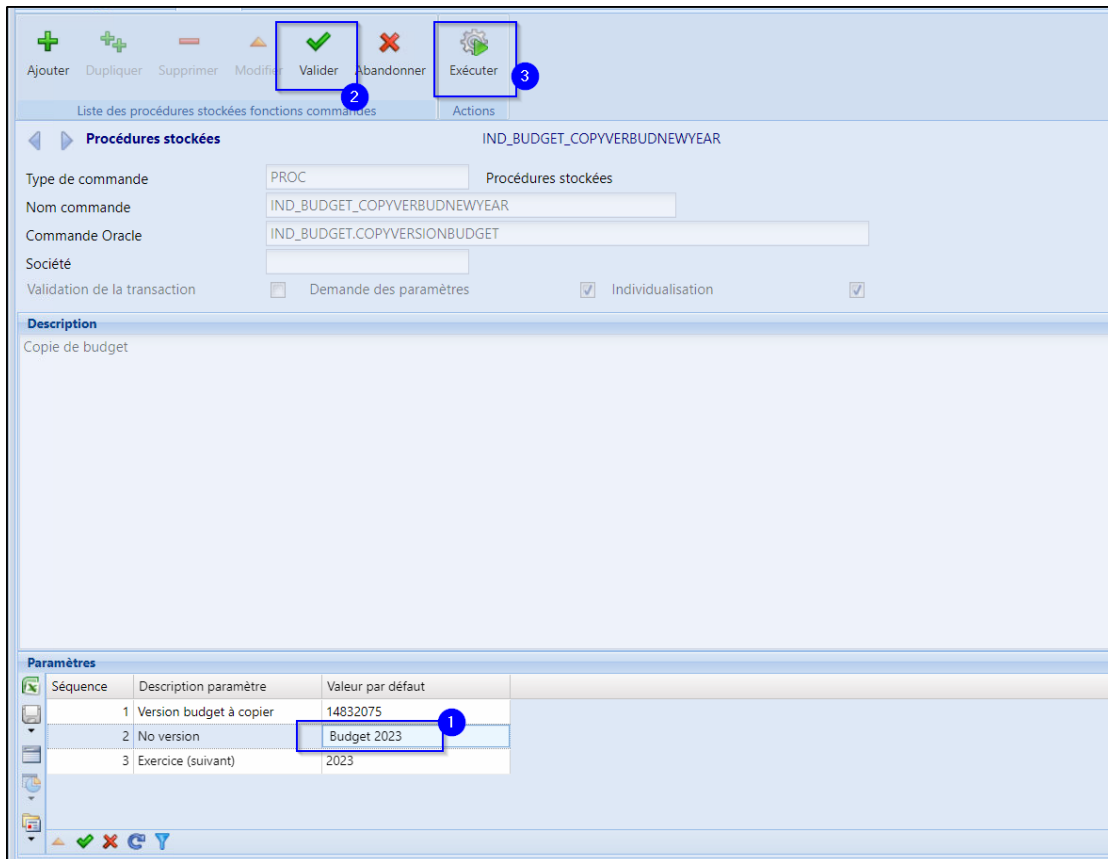 Ajouter Dupliquer Supprimer Modifier Valider Abandonner Exécuter
3
2
Liste des procédures stockées fonctions commandes Actions
Procédures stockées IND_BUDGET_COPYVERBUDNEWYEAR
Type de commande PROC Procédures stockées
Nom commande IND_BUDGET_COPYVERBUDNEWYEAR
Commande Oracle IND_BUDGET.COPYVERSIONBUDGET
Société
Validation de la transaction Demande des paramètres Individualisation
Description
Copie de budget
Paramètres
Séquence Description paramètre Valeur par défaut
1 Version budget à copier 14832075
1
2 No version Budget 2023
3 Exercice (suivant) 2023